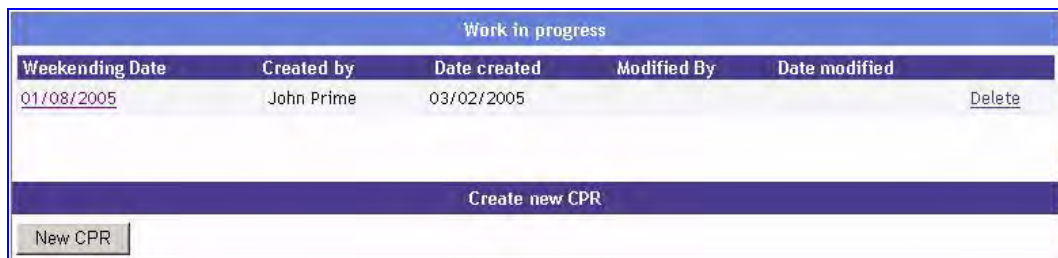 Work in progress
Weekending Date Created by Date created Modified By Date modified
01/08/2005 John Prime 03/02/2005 Delete
Create new CPR
New CPR